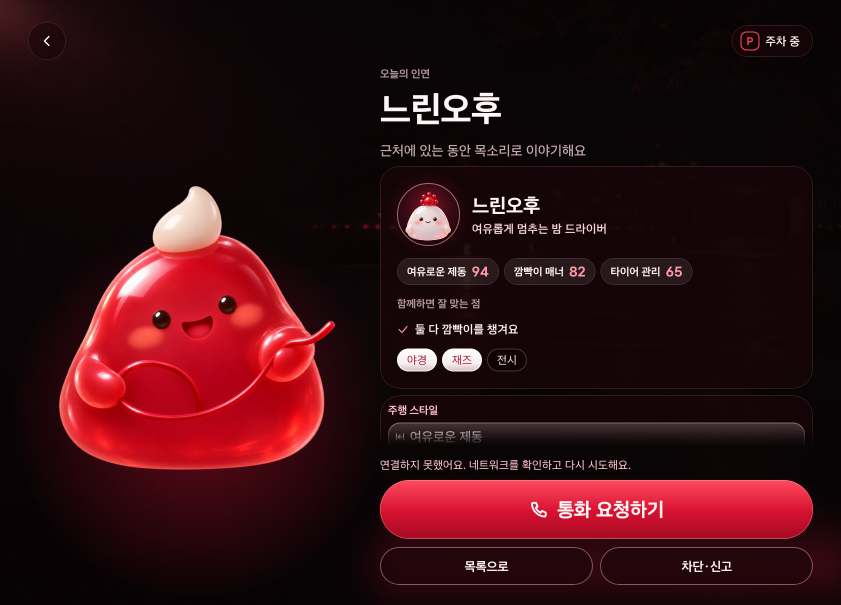 P 주차 중
오늘의 인연
느린오후
근처에 있는 동안 목소리로 이야기해요
느린오후
여유롭게 멈추는 밤 드라이버
여유로운 제동 94 깜빡이 매너 82 타이어 관리 65
함께하면 잘 맞는 점
둘 다 깜빡이를 챙겨요
야경 재즈 전시
주행 스타일
여유로운 제동
연결하지 못했어요. 네트워크를 확인하고 다시 시도해요.
통화 요청하기
목록으로 차단·신고